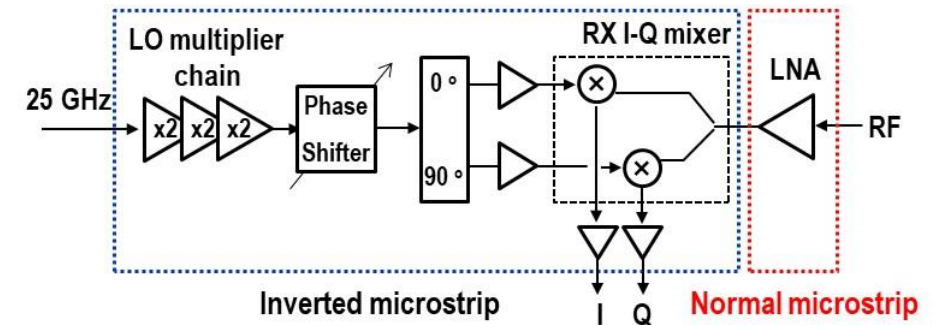 LO multiplier
chain
RX I-Q mixer
LNA
25 GHz
x2 x2 x2
Phase
Shifter
0 °
90 °
RF
Inverted microstrip
I
Q
Normal microstrip